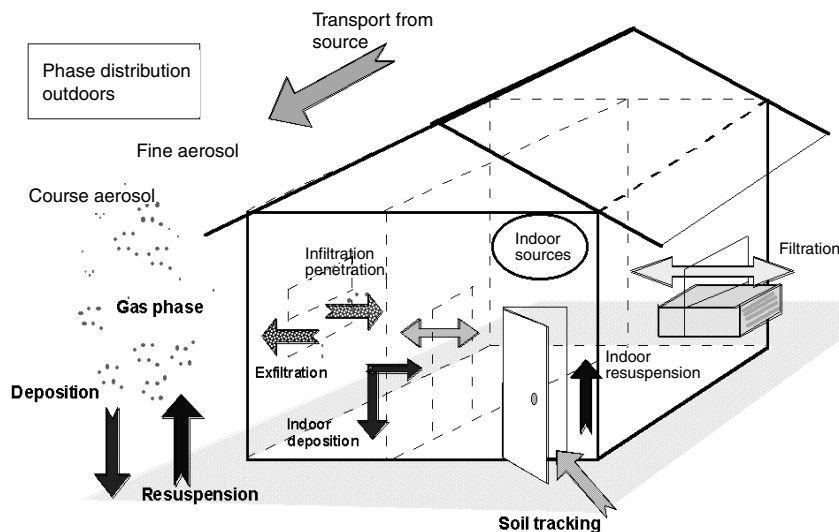 Transport from
source
Phase distribution
outdoors
Fine aerosol
Course aerosol
Gas phase
Deposition
Resuspension
Infiltration
penetration
Exfiltration
Indoor
deposition
Indoor
sources
Filtration
Indoor
resuspension
Soil tracking